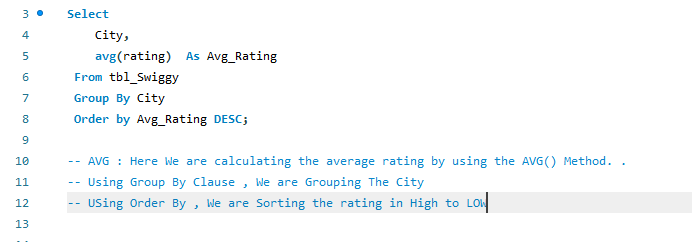 3 Select
4 City,
5 avg(rating) As Avg_Rating
6 From tbl_Swiggy
7 Group By City
8 Order by Avg_Rating DESC;
9
10 -- AVG : Here We are calculating the average rating by using the AVG() Method. .
11 -- Using Group By Clause , We are Grouping The City
12 -- USing Order By , We are Sorting the rating in High to LOW
13